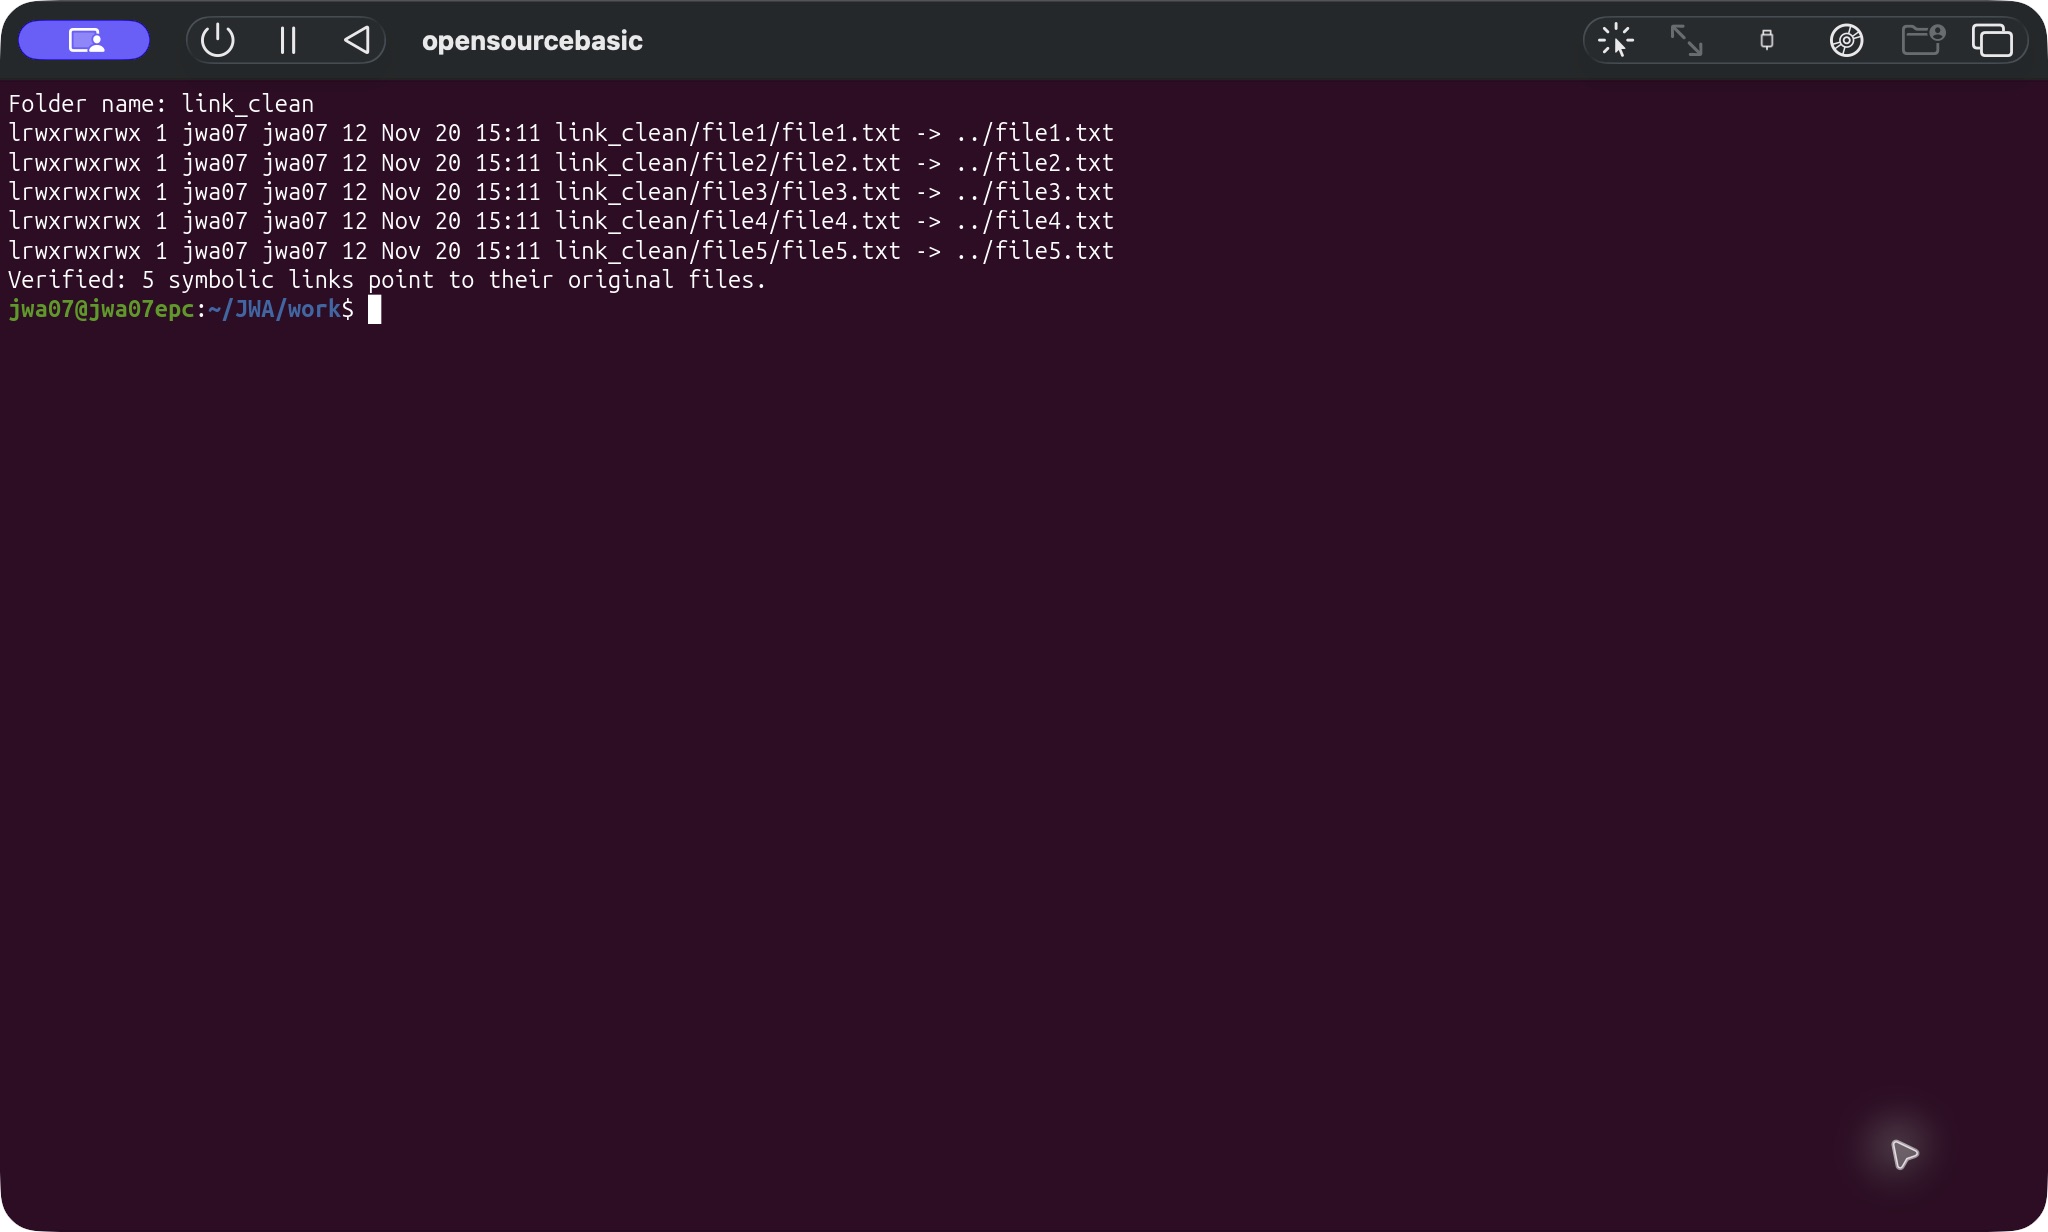 opensourcebasic
Folder name: link_clean
lrwxrwxrwx 1 jwa07 jwa07 12 Nov 20 15:11 link_clean/file1/file1.txt -> ../file1.txt
lrwxrwxrwx 1 jwa07 jwa07 12 Nov 20 15:11 link_clean/file2/file2.txt -> ../file2.txt
lrwxrwxrwx 1 jwa07 jwa07 12 Nov 20 15:11 link_clean/file3/file3.txt -> ../file3.txt
lrwxrwxrwx 1 jwa07 jwa07 12 Nov 20 15:11 link_clean/file4/file4.txt -> ../file4.txt
lrwxrwxrwx 1 jwa07 jwa07 12 Nov 20 15:11 link_clean/file5/file5.txt -> ../file5.txt
Verified: 5 symbolic links point to their original files.
jwa07@jwa07epc:~/JWA/work$